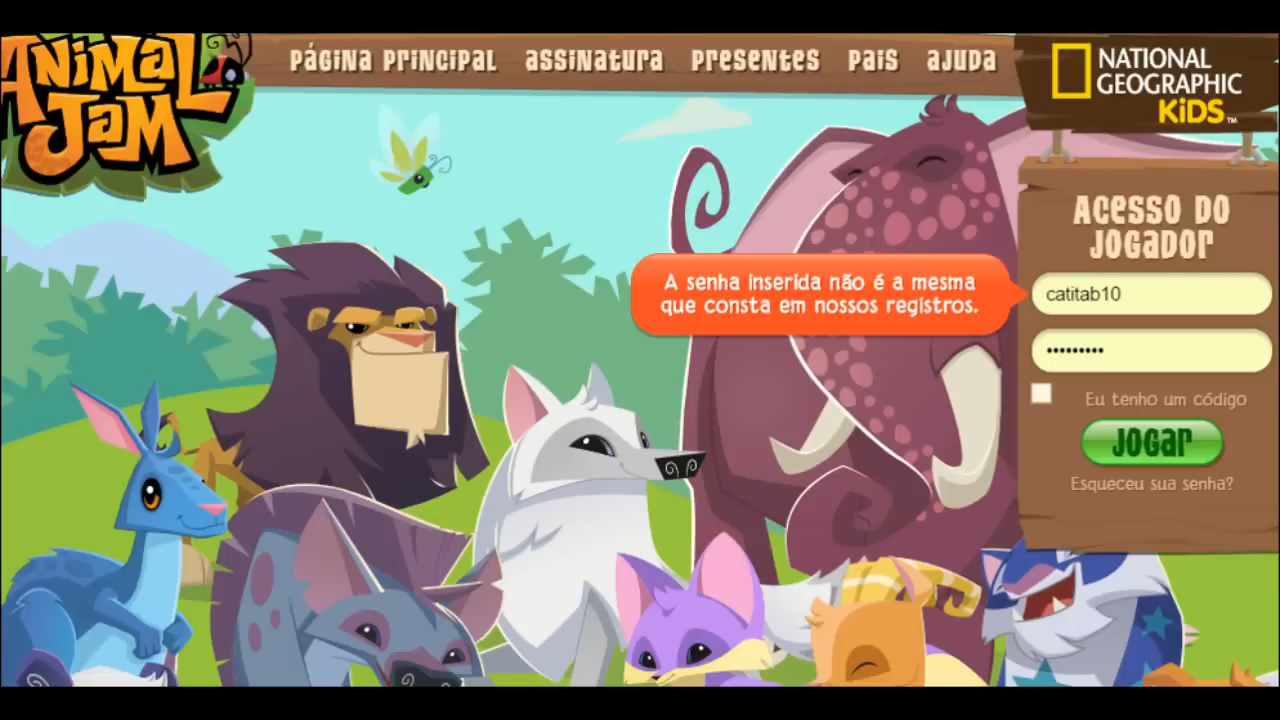 ANIMAL
JAM
PÁGINA PRINCIPAL ASSINATURA PRESENTES PAIS AJUDA
NATIONAL
GEOGRAPHIC
KiDS™
ACESSO DO
JOGADOR
A senha inserida não é a mesma
que consta em nossos registros.
catitab10
•••••••••
Eu tenho um código
JOGAR
Esqueceu sua senha?